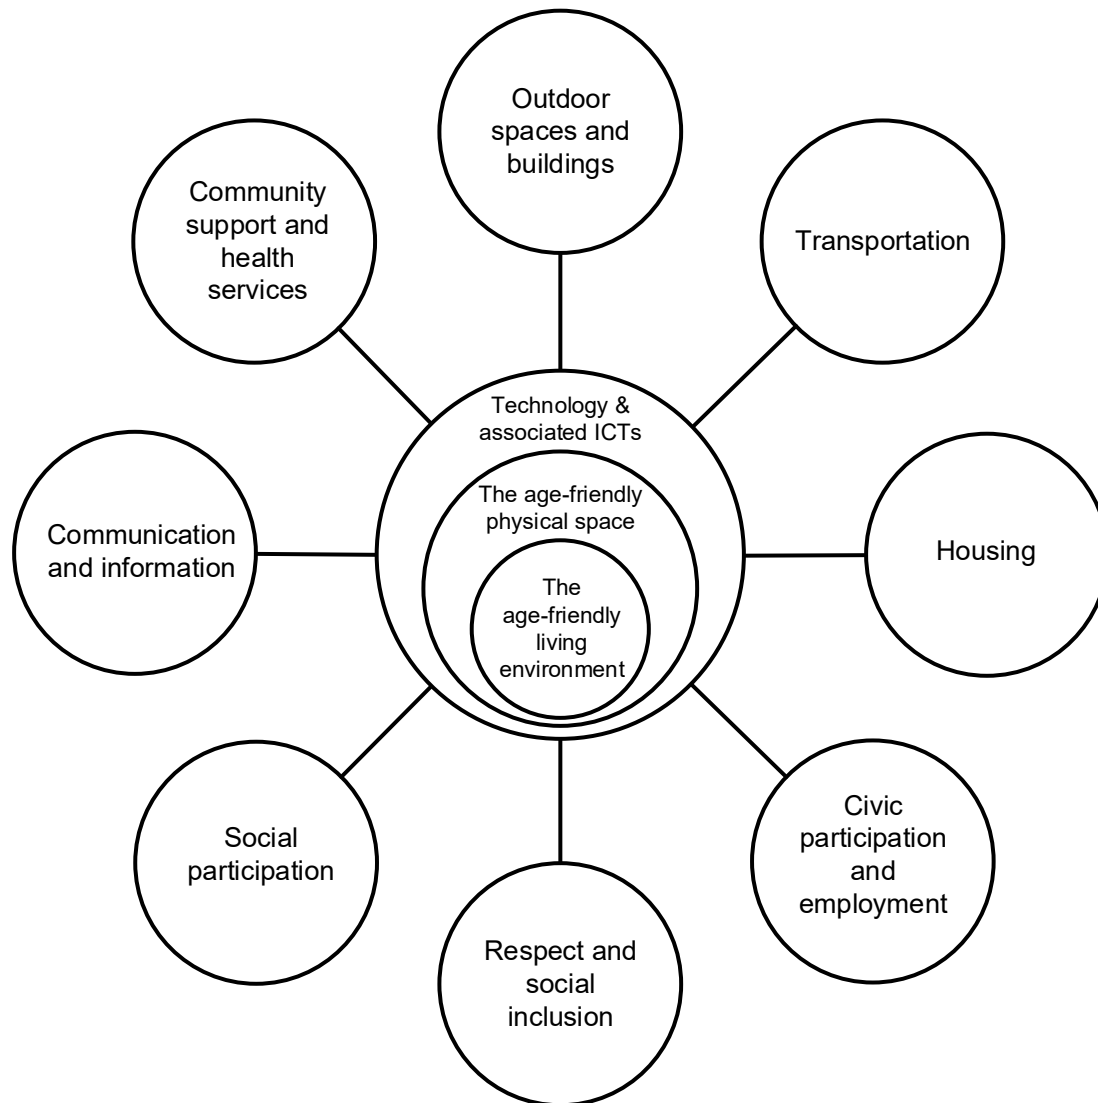 Outdoor
spaces and
buildings
Community
support and
health
services
Transportation
Technology &
associated ICTs
The age-friendly
physical space
The
age-friendly
living
environment
Communication
and information
Housing
Social
participation
Civic
participation
and
employment
Respect and
social
inclusion